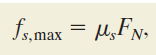 f_{s,max} = μ_s F_N,